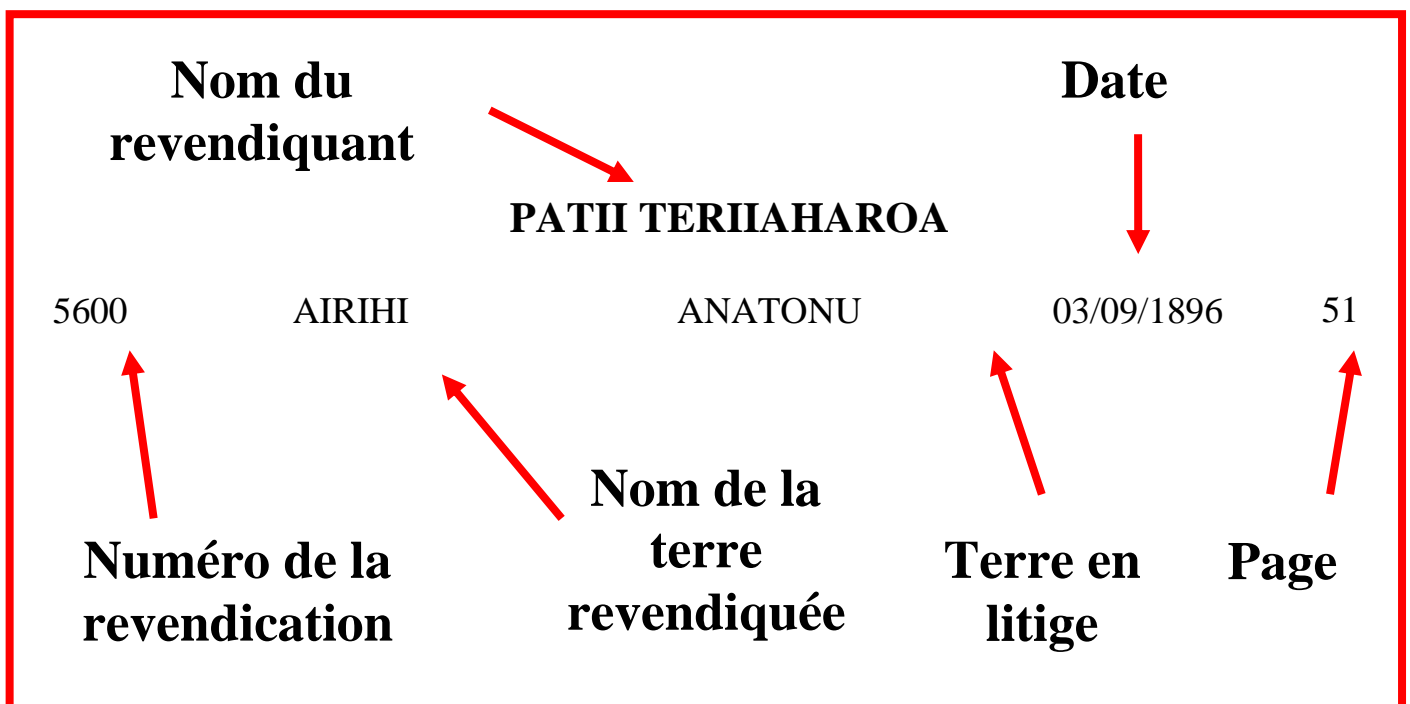 Nom du
revendiquant
Date
PATII TERIIAHAROA
5600 AIRIHI ANATONU 03/09/1896 51
Numéro de la
revendication
Nom de la
terre
revendiquée
Terre en
litige
Page